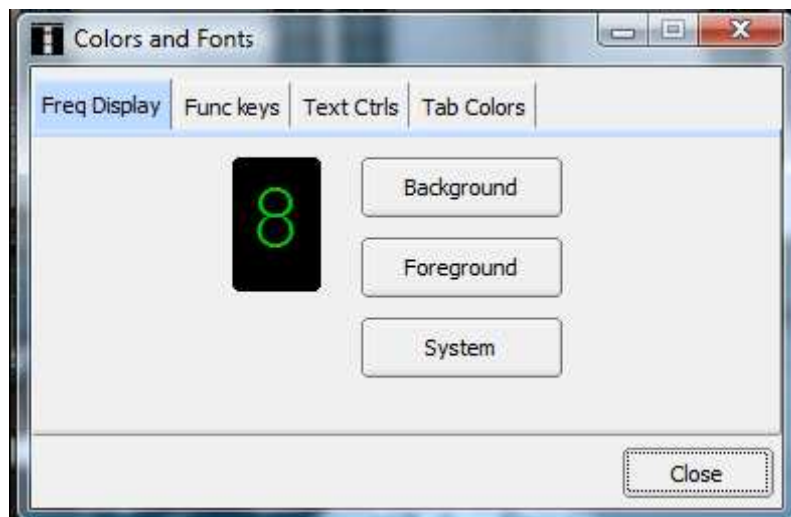 Colors and Fonts
Freq Display Func keys Text Ctrls Tab Colors
8 Background
Foreground
System
Close